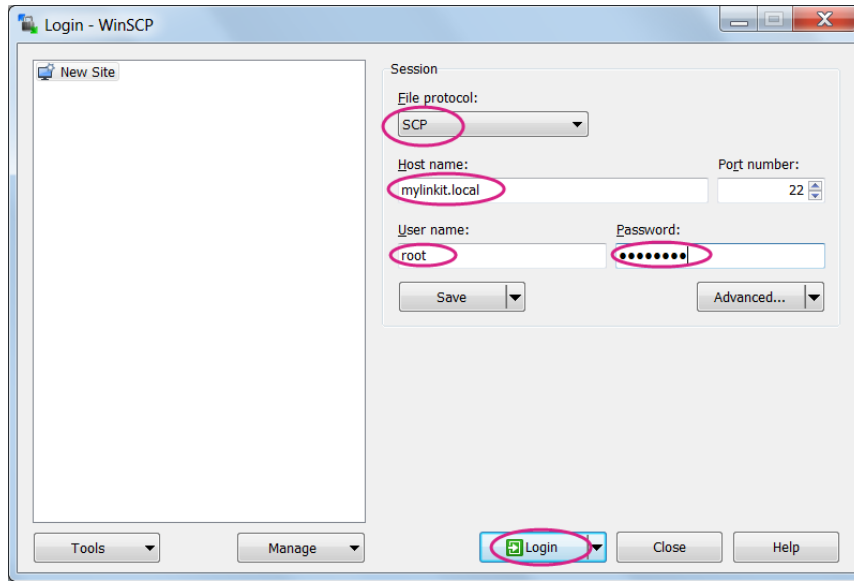 Login - WinSCP
New Site
Session
File protocol:
SCP
Host name:
Port number:
mylinkit.local
22
User name:
Password:
root
••••••••
Save
Advanced...
Tools
Manage
Login
Close
Help